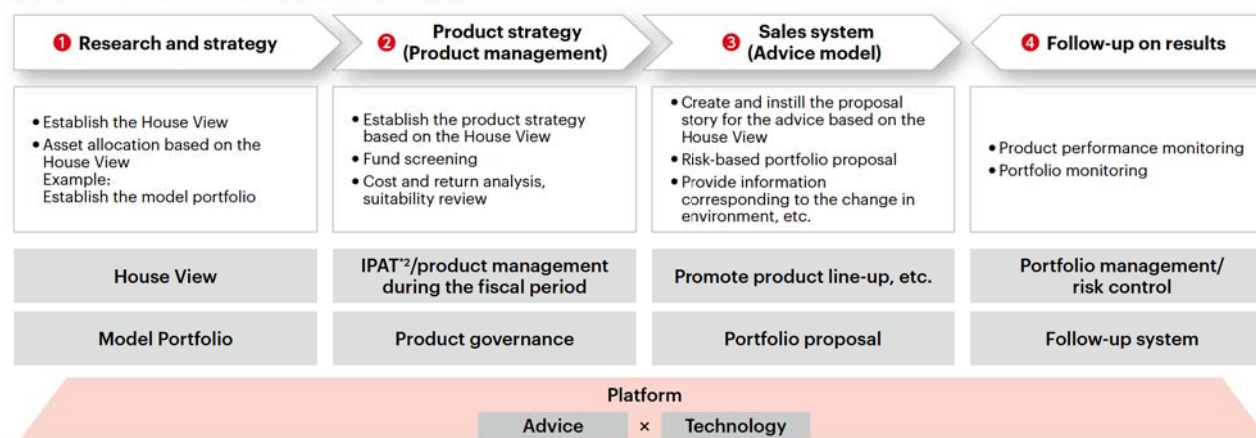 1 Research and strategy
2 Product strategy
(Product management)
3 Sales system
(Advice model)
4 Follow-up on results
• Establish the House View
• Asset allocation based on the
House View
Example:
Establish the model portfolio
• Establish the product strategy
based on the House View
• Fund screening
• Cost and return analysis,
suitability review
• Create and instill the proposal
story for the advice based on the
House View
• Risk-based portfolio proposal
• Provide information
corresponding to the change in
environment, etc.
• Product performance monitoring
• Portfolio monitoring
House View
IPAT*2/product management
during the fiscal period
Promote product line-up, etc.
Portfolio management/
risk control
Model Portfolio
Product governance
Portfolio proposal
Follow-up system
Platform
Advice × Technology